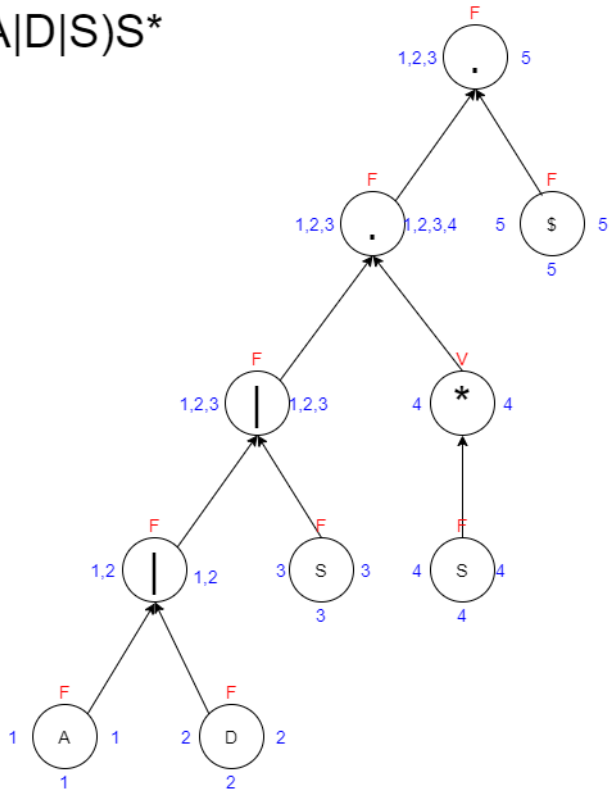 A|D|S)S*
F
1,2,3 . 5
F F
1,2,3 . 1,2,3,4 5 $ 5
5
F V
1,2,3 | 1,2,3 4 * 4
F F F
1,2 | 1,2 3 S 3 4 S 4
3 4
F F
1 A 1 2 D 2
1 2